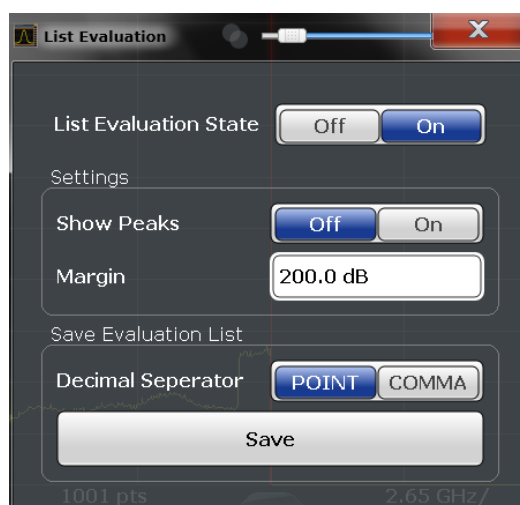 List Evaluation
List Evaluation State Off On
Settings
Show Peaks Off On
Margin 200.0 dB
Save Evaluation List
Decimal Seperator POINT COMMA
Save
1001 pts 2.65 GHz/